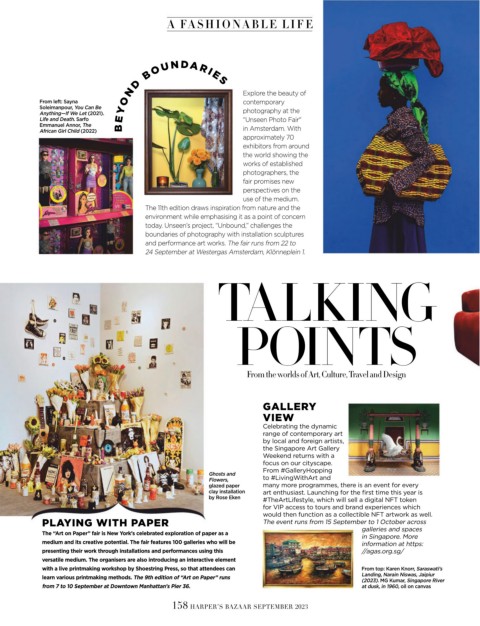 A FASHIONABLE LIFE
BEYOND BOUNDARIES
From left: Sayna
Soleimanpour, You Can Be
Anything—If We Let (2021).
Life and Death. Sarfo
Emmanuel Annor, The
African Girl Child (2022)
Explore the beauty of
contemporary
photography at the
"Unseen Photo Fair"
in Amsterdam. With
approximately 70
exhibitors from around
the world showing the
works of established
photographers, the
fair promises new
perspectives on the
use of the medium.
The 11th edition draws inspiration from nature and the
environment while emphasising it as a point of concern
today. Unseen's project, "Unbound," challenges the
boundaries of photography with installation sculptures
and performance art works. The fair runs from 22 to
24 September at Westergas Amsterdam, Klönneplein 1.
TALKING
POINTS
From the worlds of Art, Culture, Travel and Design
GALLERY
VIEW
Celebrating the dynamic
range of contemporary art
by local and foreign artists,
the Singapore Art Gallery
Weekend returns with a
focus on our cityscape.
From #GalleryHopping
to #LivingWithArt and
many more programmes, there is an event for every
art enthusiast. Launching for the first time this year is
#TheArtLifestyle, which will sell a digital NFT token
for VIP access to tours and brand experiences which
would then function as a collectible NFT artwork as well.
The event runs from 15 September to 1 October across
galleries and spaces
in Singapore. More
information at https:
//agas.org.sg/
From top: Karen Knorr, Saraswati's
Landing, Narain Niswas, Jaipiur
(2023). MG Kumar, Singapore River
at dusk, in 1960, oil on canvas
Ghosts and
Flowers,
glazed paper
clay installation
by Rose Eken
PLAYING WITH PAPER
The "Art on Paper" fair is New York's celebrated exploration of paper as a
medium and its creative potential. The fair features 100 galleries who will be
presenting their work through installations and performances using this
versatile medium. The organisers are also introducing an interactive element
with a live printmaking workshop by Shoestring Press, so that attendees can
learn various printmaking methods. The 9th edition of "Art on Paper" runs
from 7 to 10 September at Downtown Manhattan's Pier 36.
158 HARPER'S BAZAAR SEPTEMBER 2023